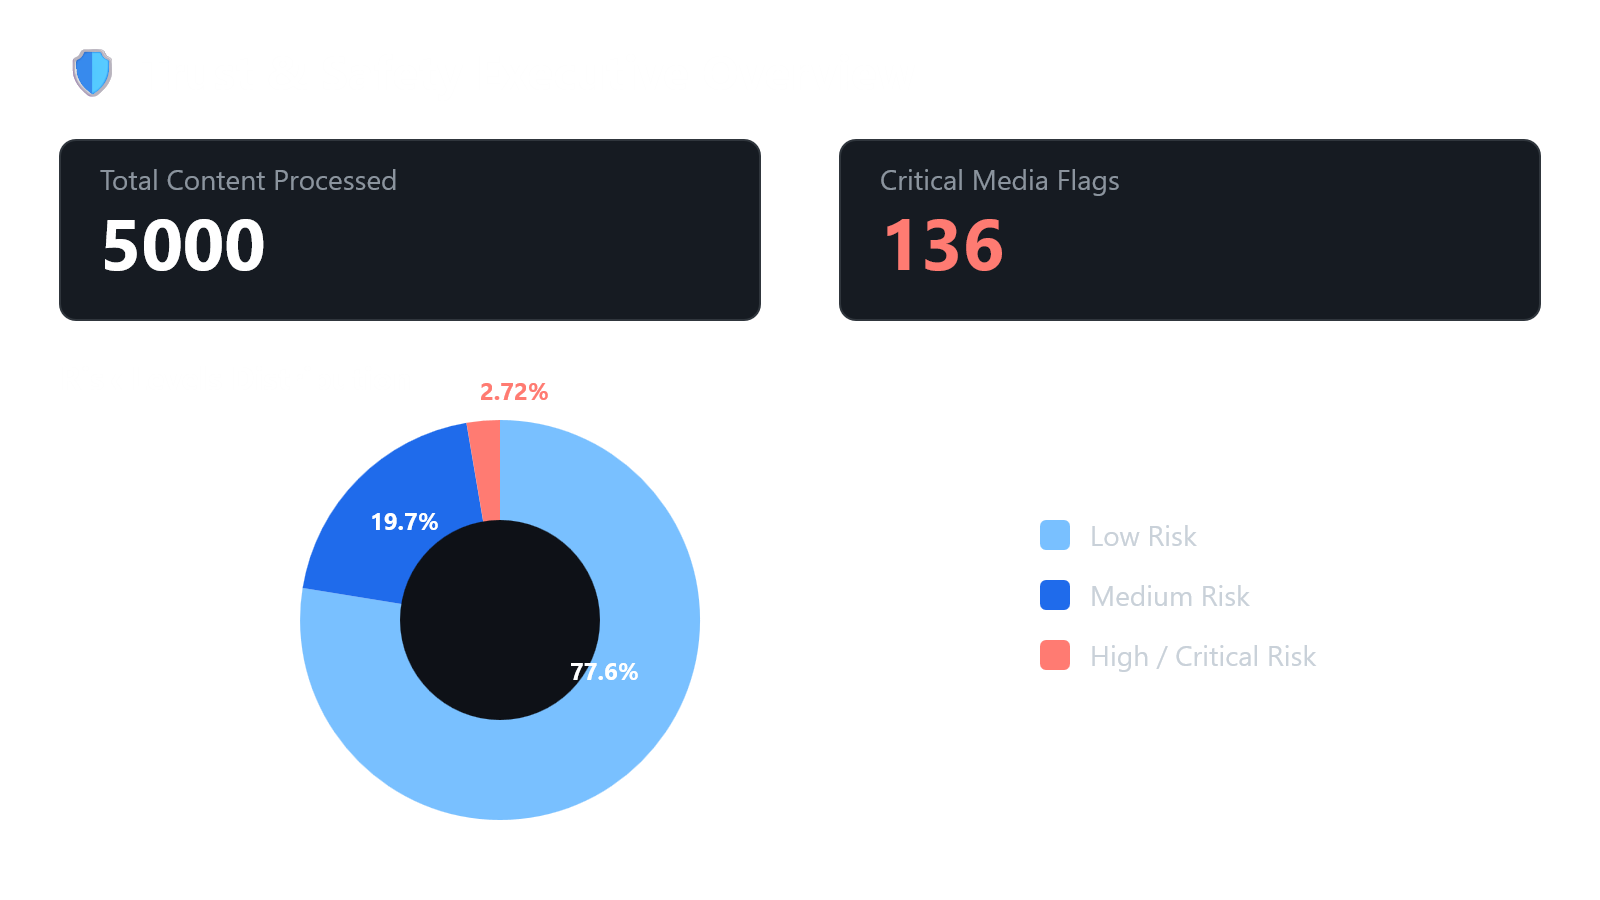 Total Content Processed
5000
Critical Media Flags
136
2.72%
19.7%
77.6%
Low Risk
Medium Risk
High / Critical Risk